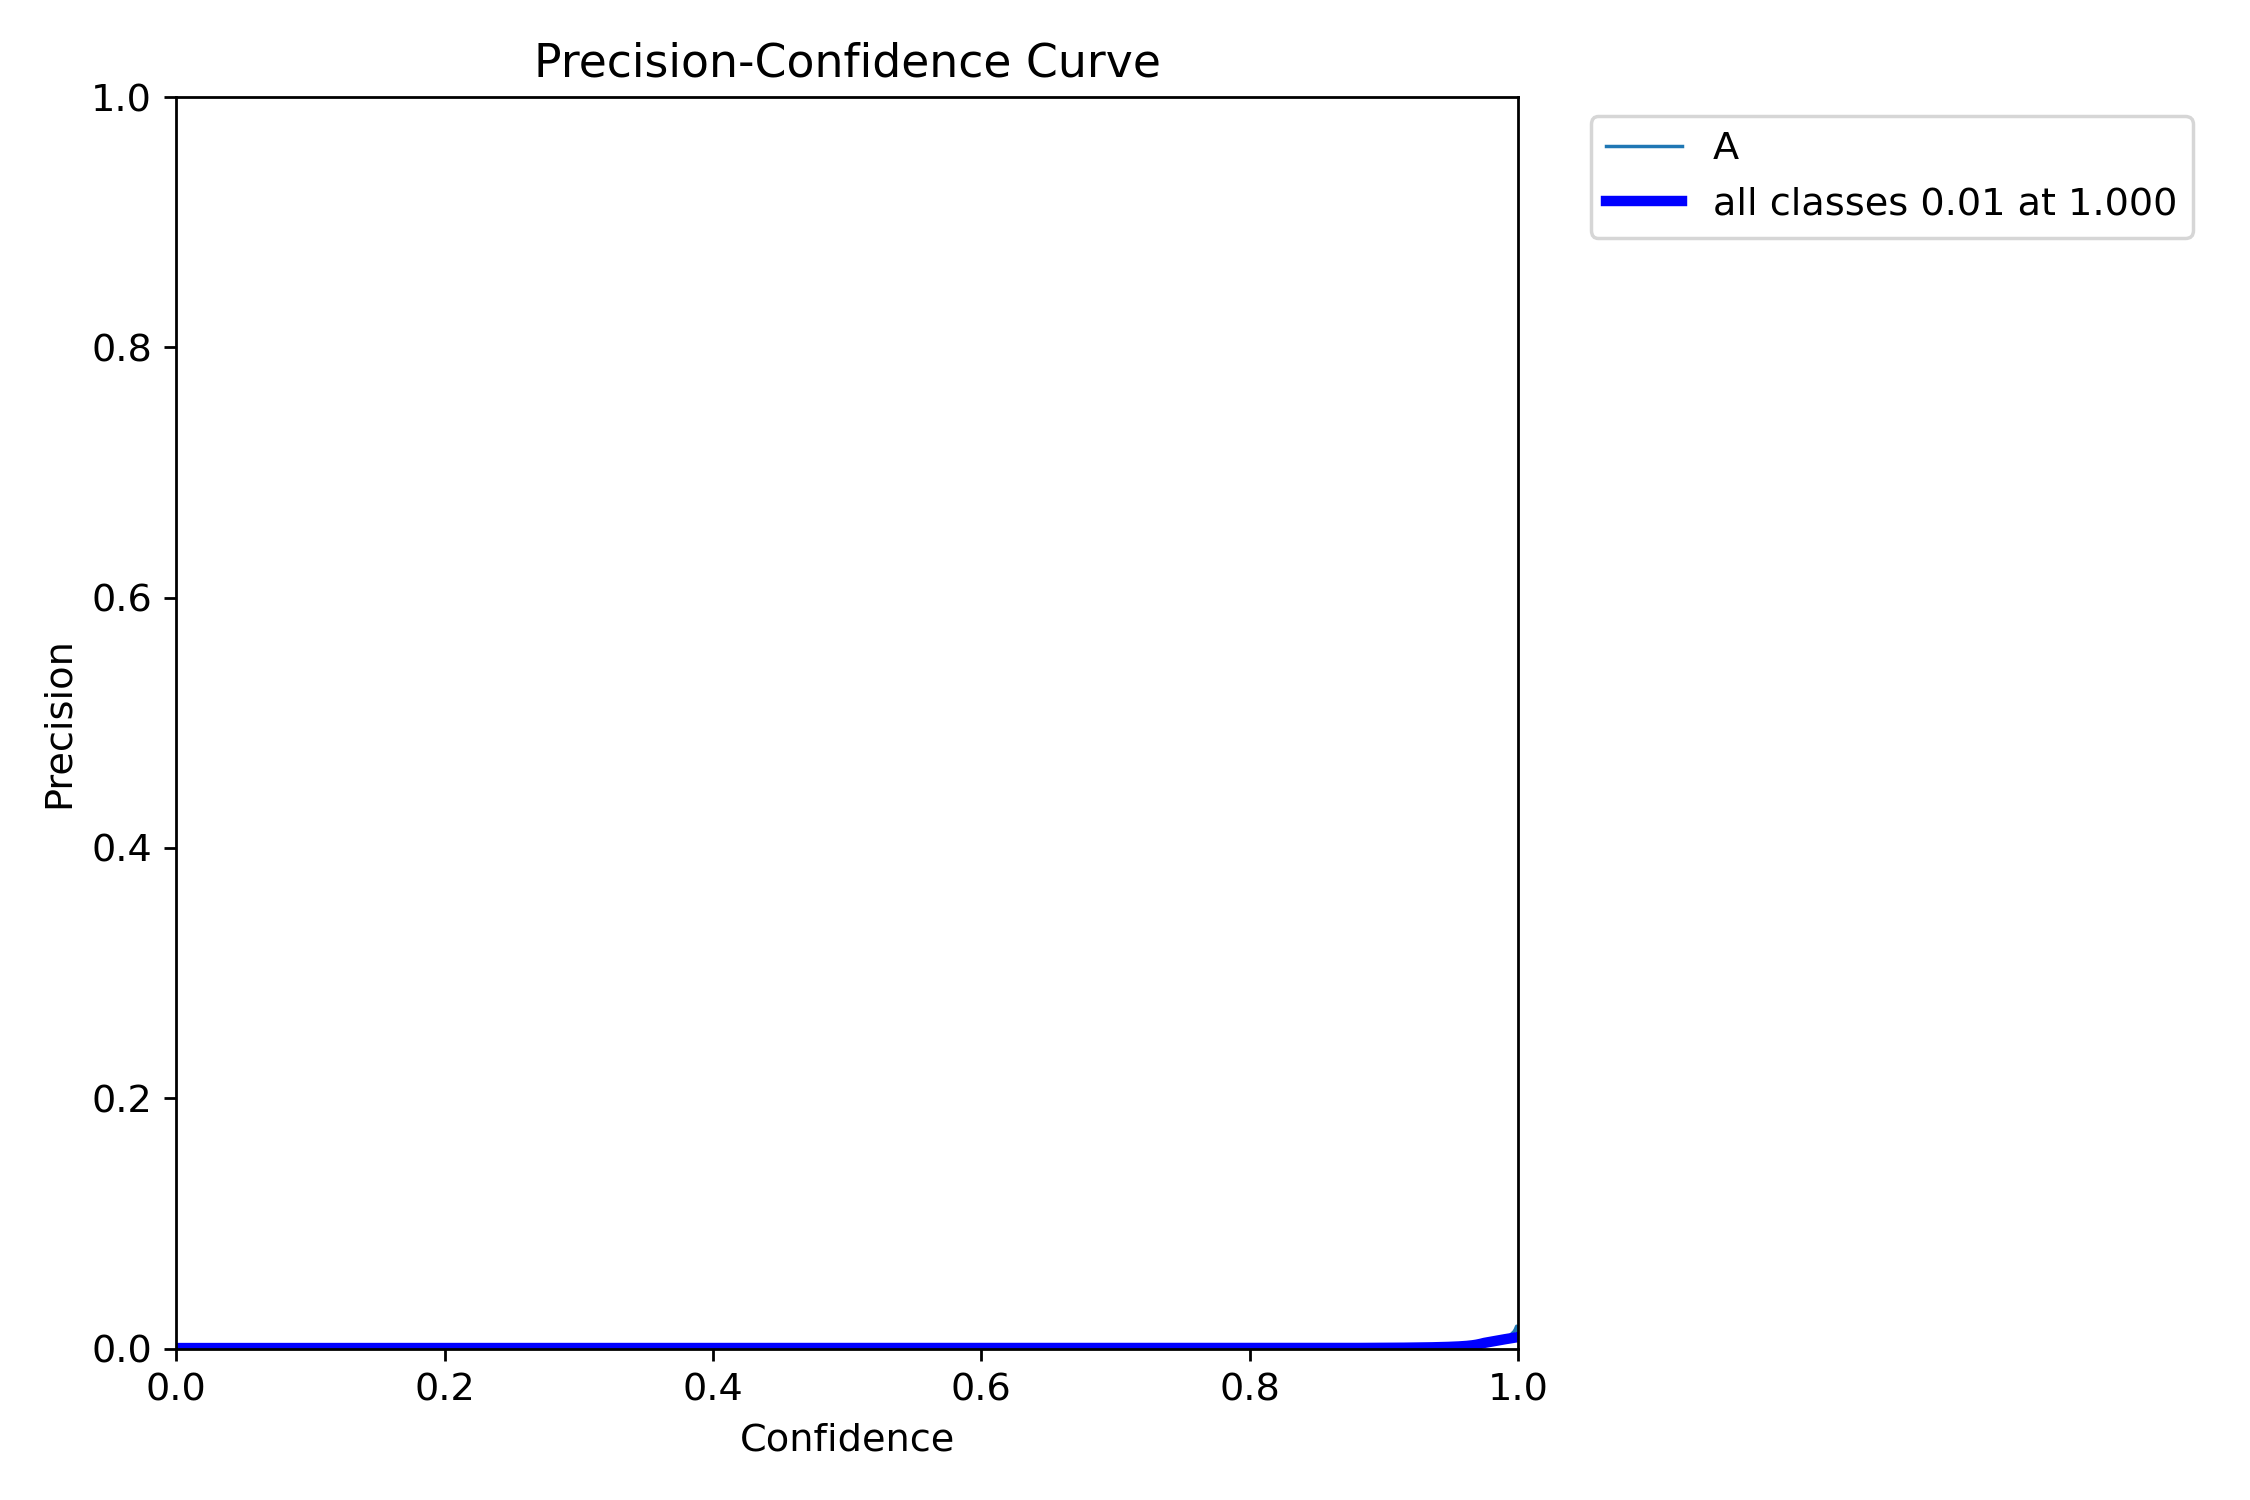 Precision-Confidence Curve
1.0
0.8
0.6
0.4
0.2
0.0
Precision
0.0 0.2 0.4 0.6 0.8 1.0
Confidence
A
all classes 0.01 at 1.000